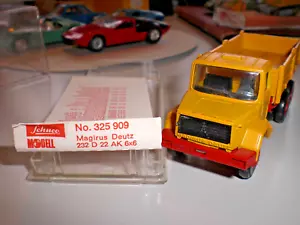 Schuco
MODELL
No. 325 909
Magirus Deutz
232 D 22 AK 6x6